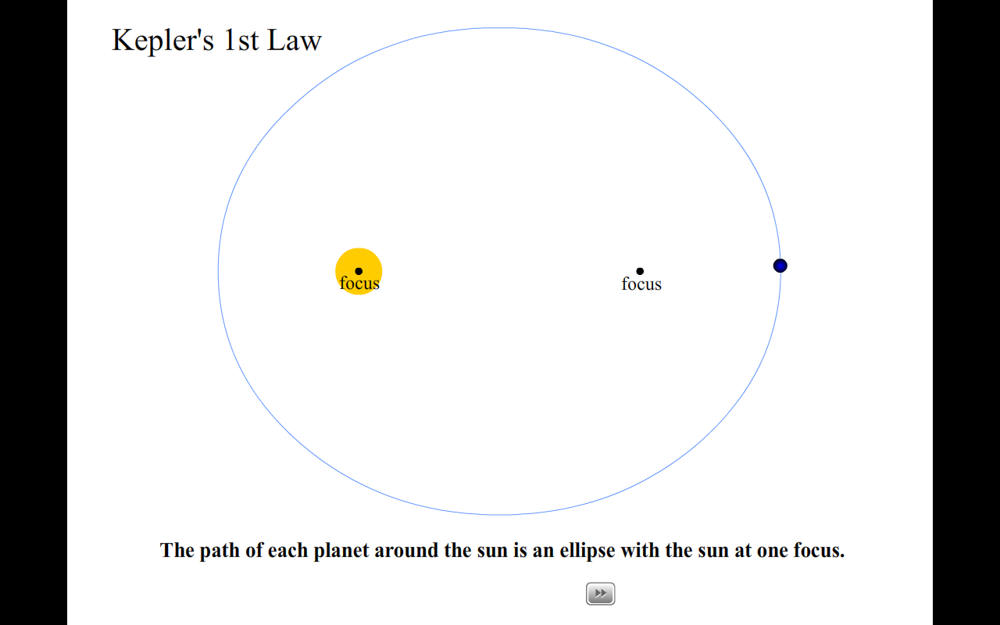 Kepler's 1st Law
focus
focus
The path of each planet around the sun is an ellipse with the sun at one focus.